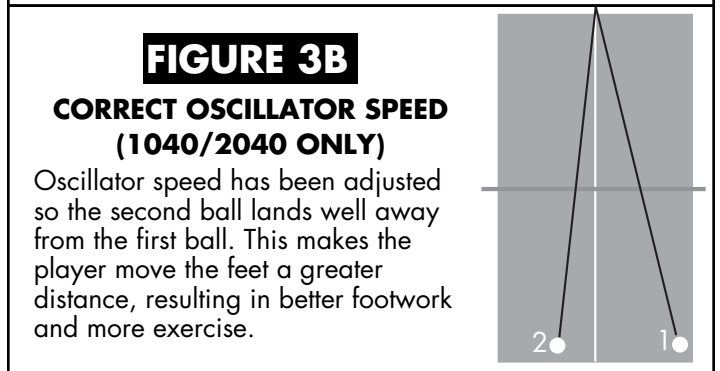 FIGURE 3B
CORRECT OSCILLATOR SPEED
(1040/2040 ONLY)
Oscillator speed has been adjusted
so the second ball lands well away
from the first ball. This makes the
player move the feet a greater
distance, resulting in better footwork
and more exercise.
2 1